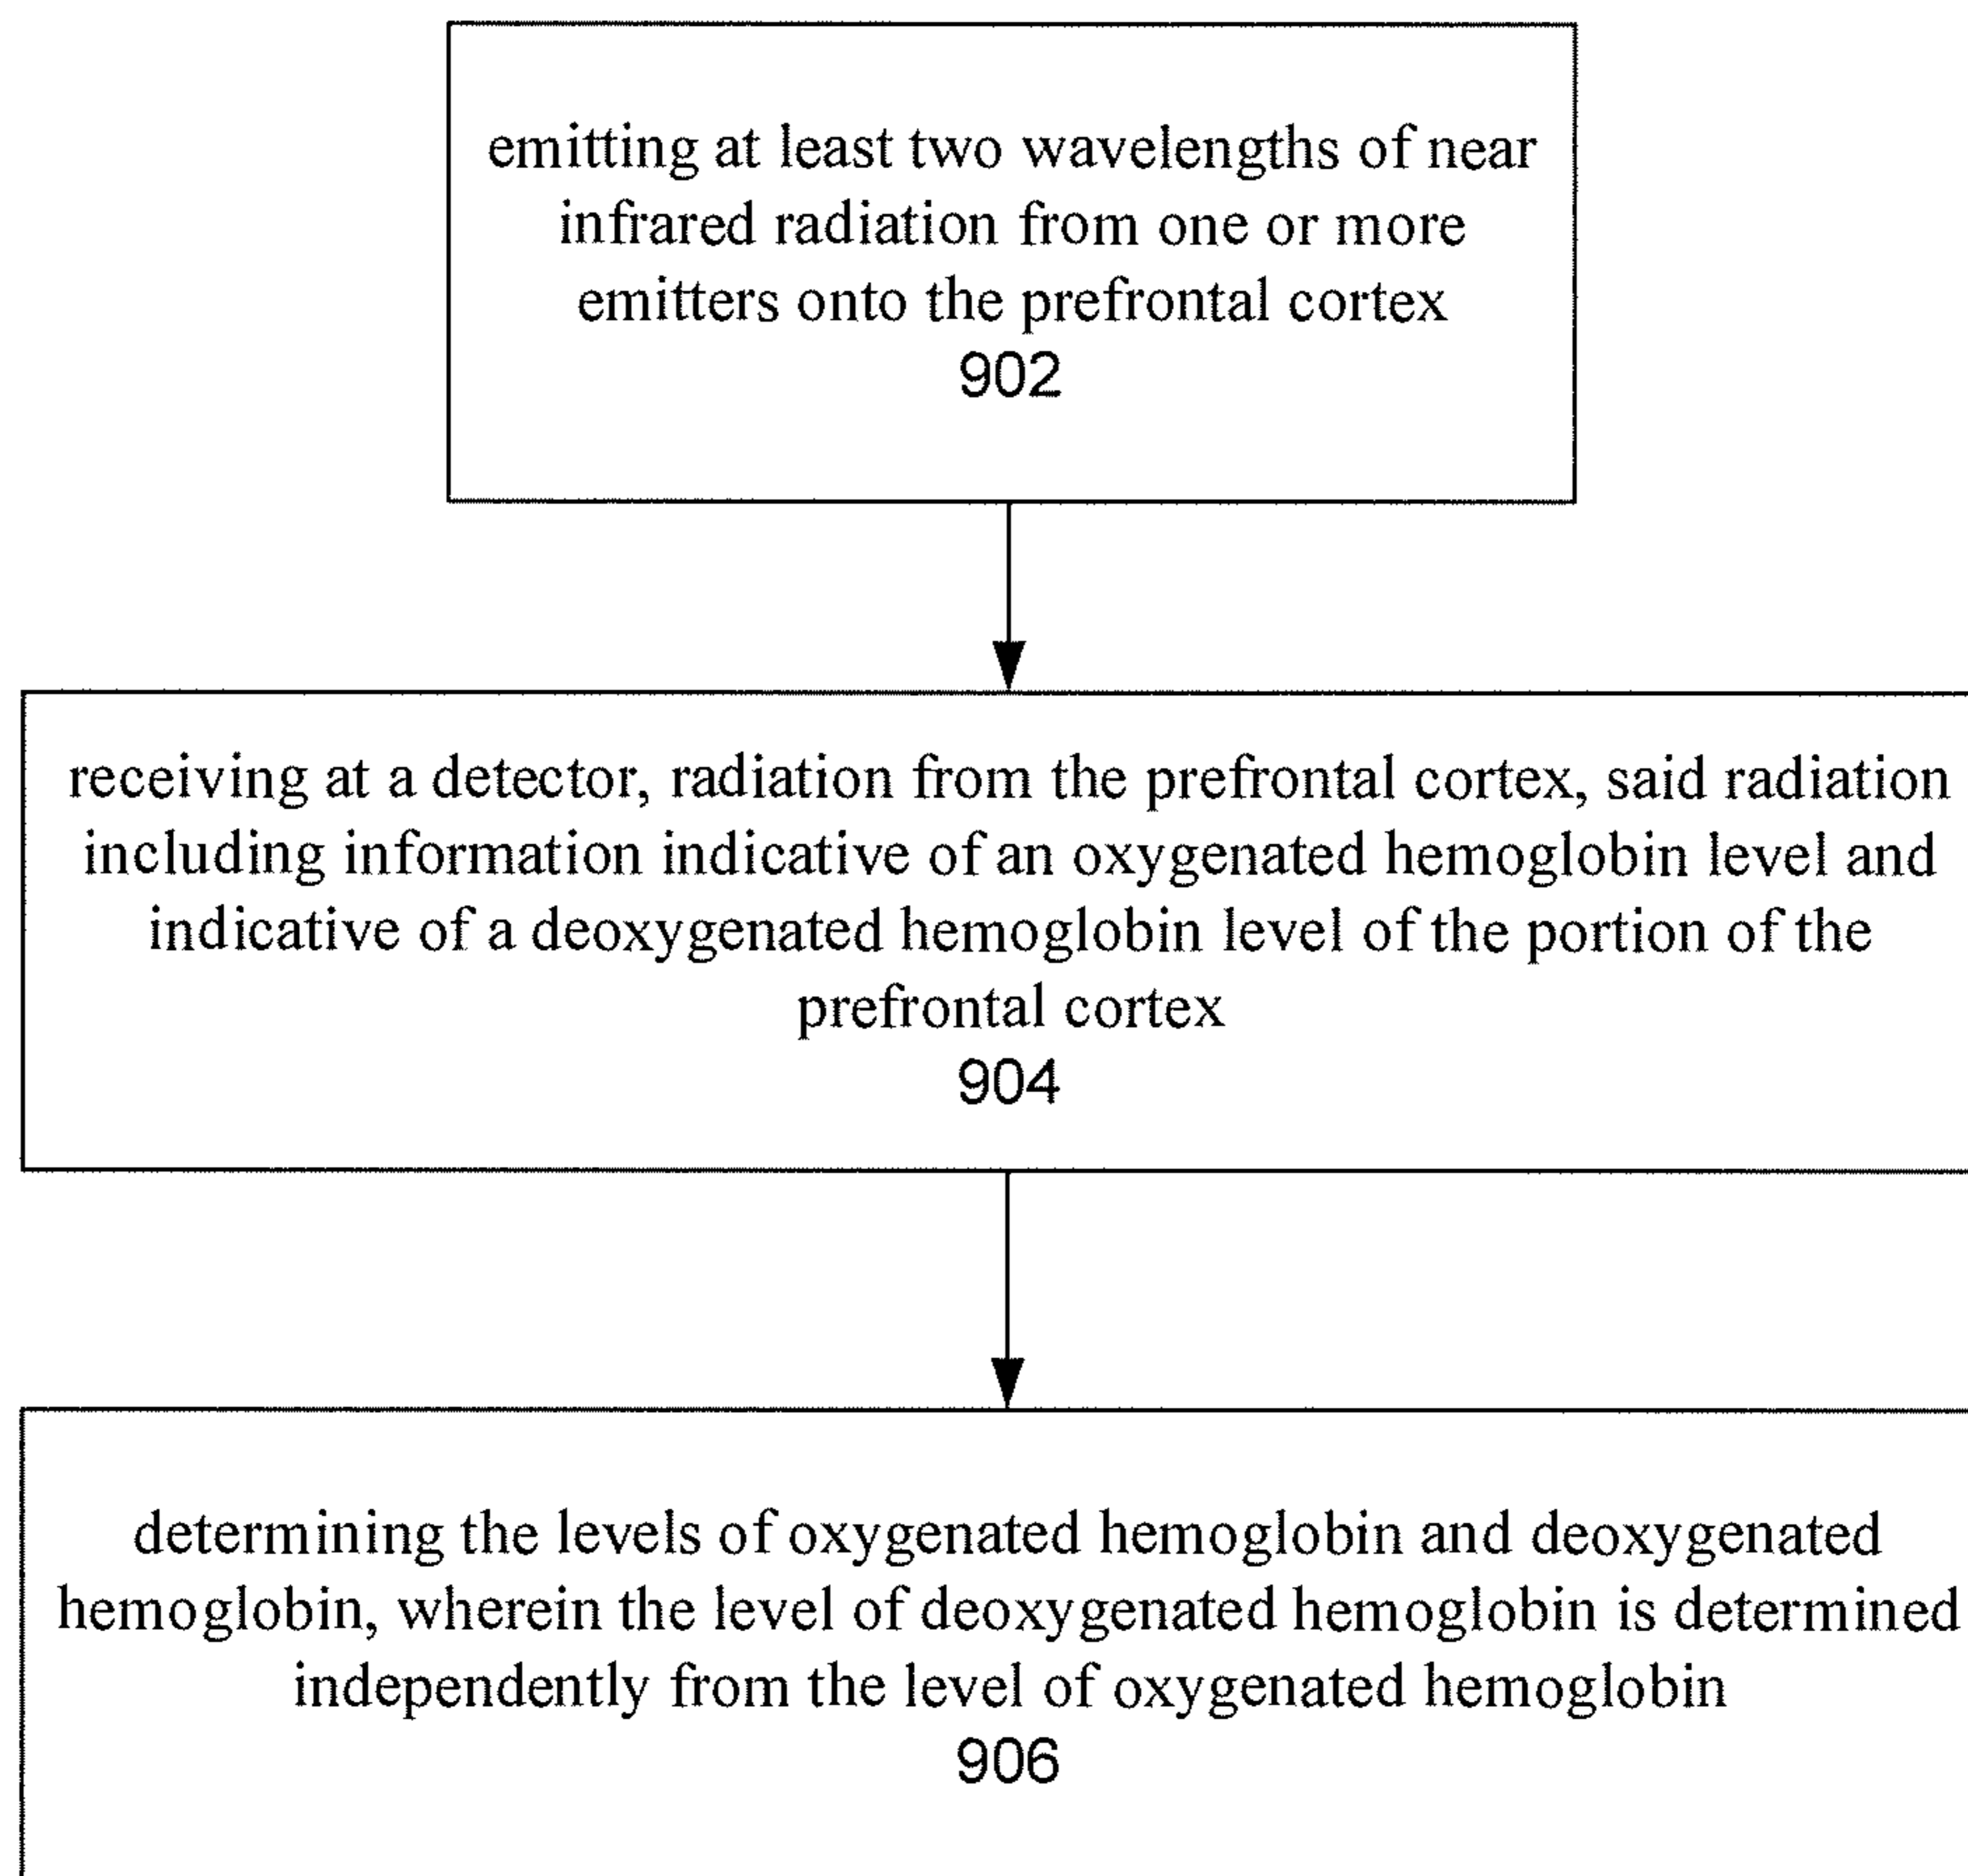 emitting at least two wavelengths of near
infrared radiation from one or more
emitters onto the prefrontal cortex
902
receiving at a detector, radiation from the prefrontal cortex, said radiation
including information indicative of an oxygenated hemoglobin level and
indicative of a deoxygenated hemoglobin level of the portion of the
prefrontal cortex
904
determining the levels of oxygenated hemoglobin and deoxygenated
hemoglobin, wherein the level of deoxygenated hemoglobin is determined
independently from the level of oxygenated hemoglobin
906